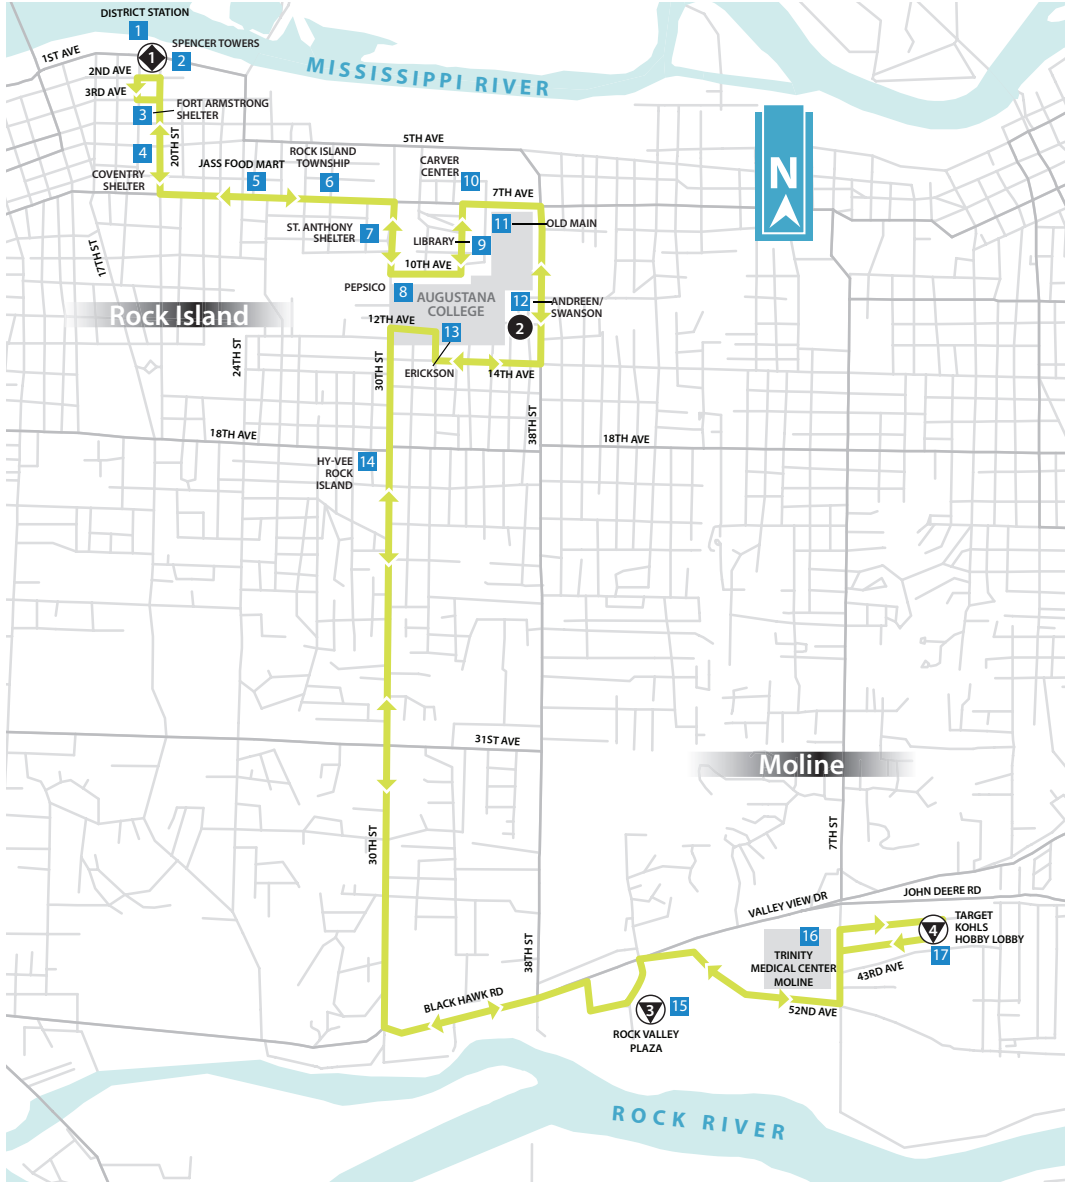 DISTRICT STATION
1
1ST AVE
1
SPENCER TOWERS
2
2ND AVE
3RD AVE
MISSISSIPPI RIVER
3
FORT ARMSTRONG
SHELTER
20TH ST
4
COVENTRY
SHELTER
5TH AVE
JASS FOOD MART
5
ROCK ISLAND
TOWNSHIP
6
CARVER
CENTER
10
7TH AVE
N
ST. ANTHONY
SHELTER
7
LIBRARY
9
11
OLD MAIN
17TH ST
10TH AVE
PEPSICO
8
AUGUSTANA
COLLEGE
12
ANDREEN/
SWANSON
Rock Island
12TH AVE
13
2
24TH ST
30TH ST
ERICKSON
14TH AVE
38TH ST
18TH AVE
18TH AVE
HY-VEE
ROCK
ISLAND
14
31ST AVE
Moline
30TH ST
7TH ST
VALLEY VIEW DR
JOHN DEERE RD
38TH ST
16
TRINITY
MEDICAL CENTER
MOLINE
4
TARGET
KOHLS
HOBBY LOBBY
17
43RD AVE
BLACK HAWK RD
3
15
52ND AVE
ROCK VALLEY
PLAZA
ROCK RIVER